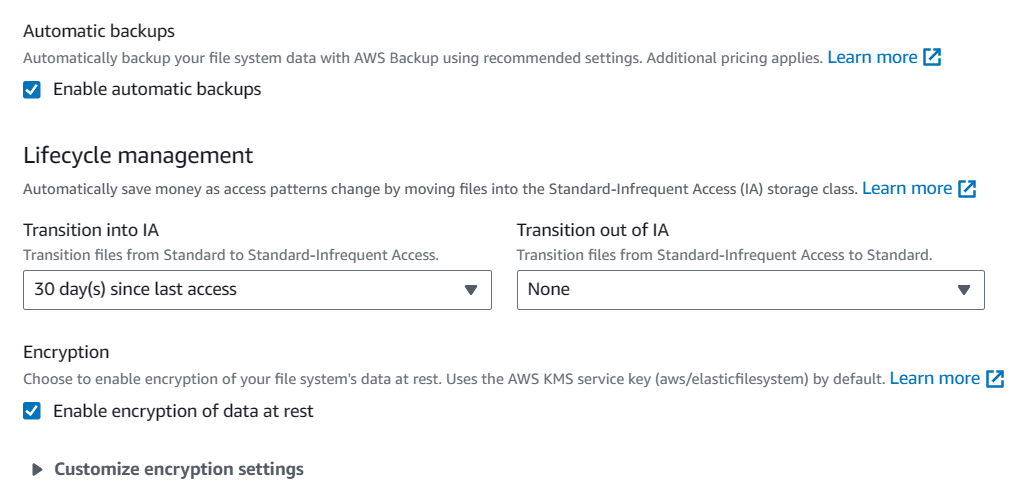 Automatic backups
Automatically backup your file system data with AWS Backup using recommended settings. Additional pricing applies. Learn more
Enable automatic backups
Lifecycle management
Automatically save money as access patterns change by moving files into the Standard-Infrequent Access (IA) storage class. Learn more
Transition into IA
Transition files from Standard to Standard-Infrequent Access.
30 day(s) since last access
Transition out of IA
Transition files from Standard-Infrequent Access to Standard.
None
Encryption
Choose to enable encryption of your file system's data at rest. Uses the AWS KMS service key (aws/elasticfilesystem) by default. Learn more
Enable encryption of data at rest
Customize encryption settings